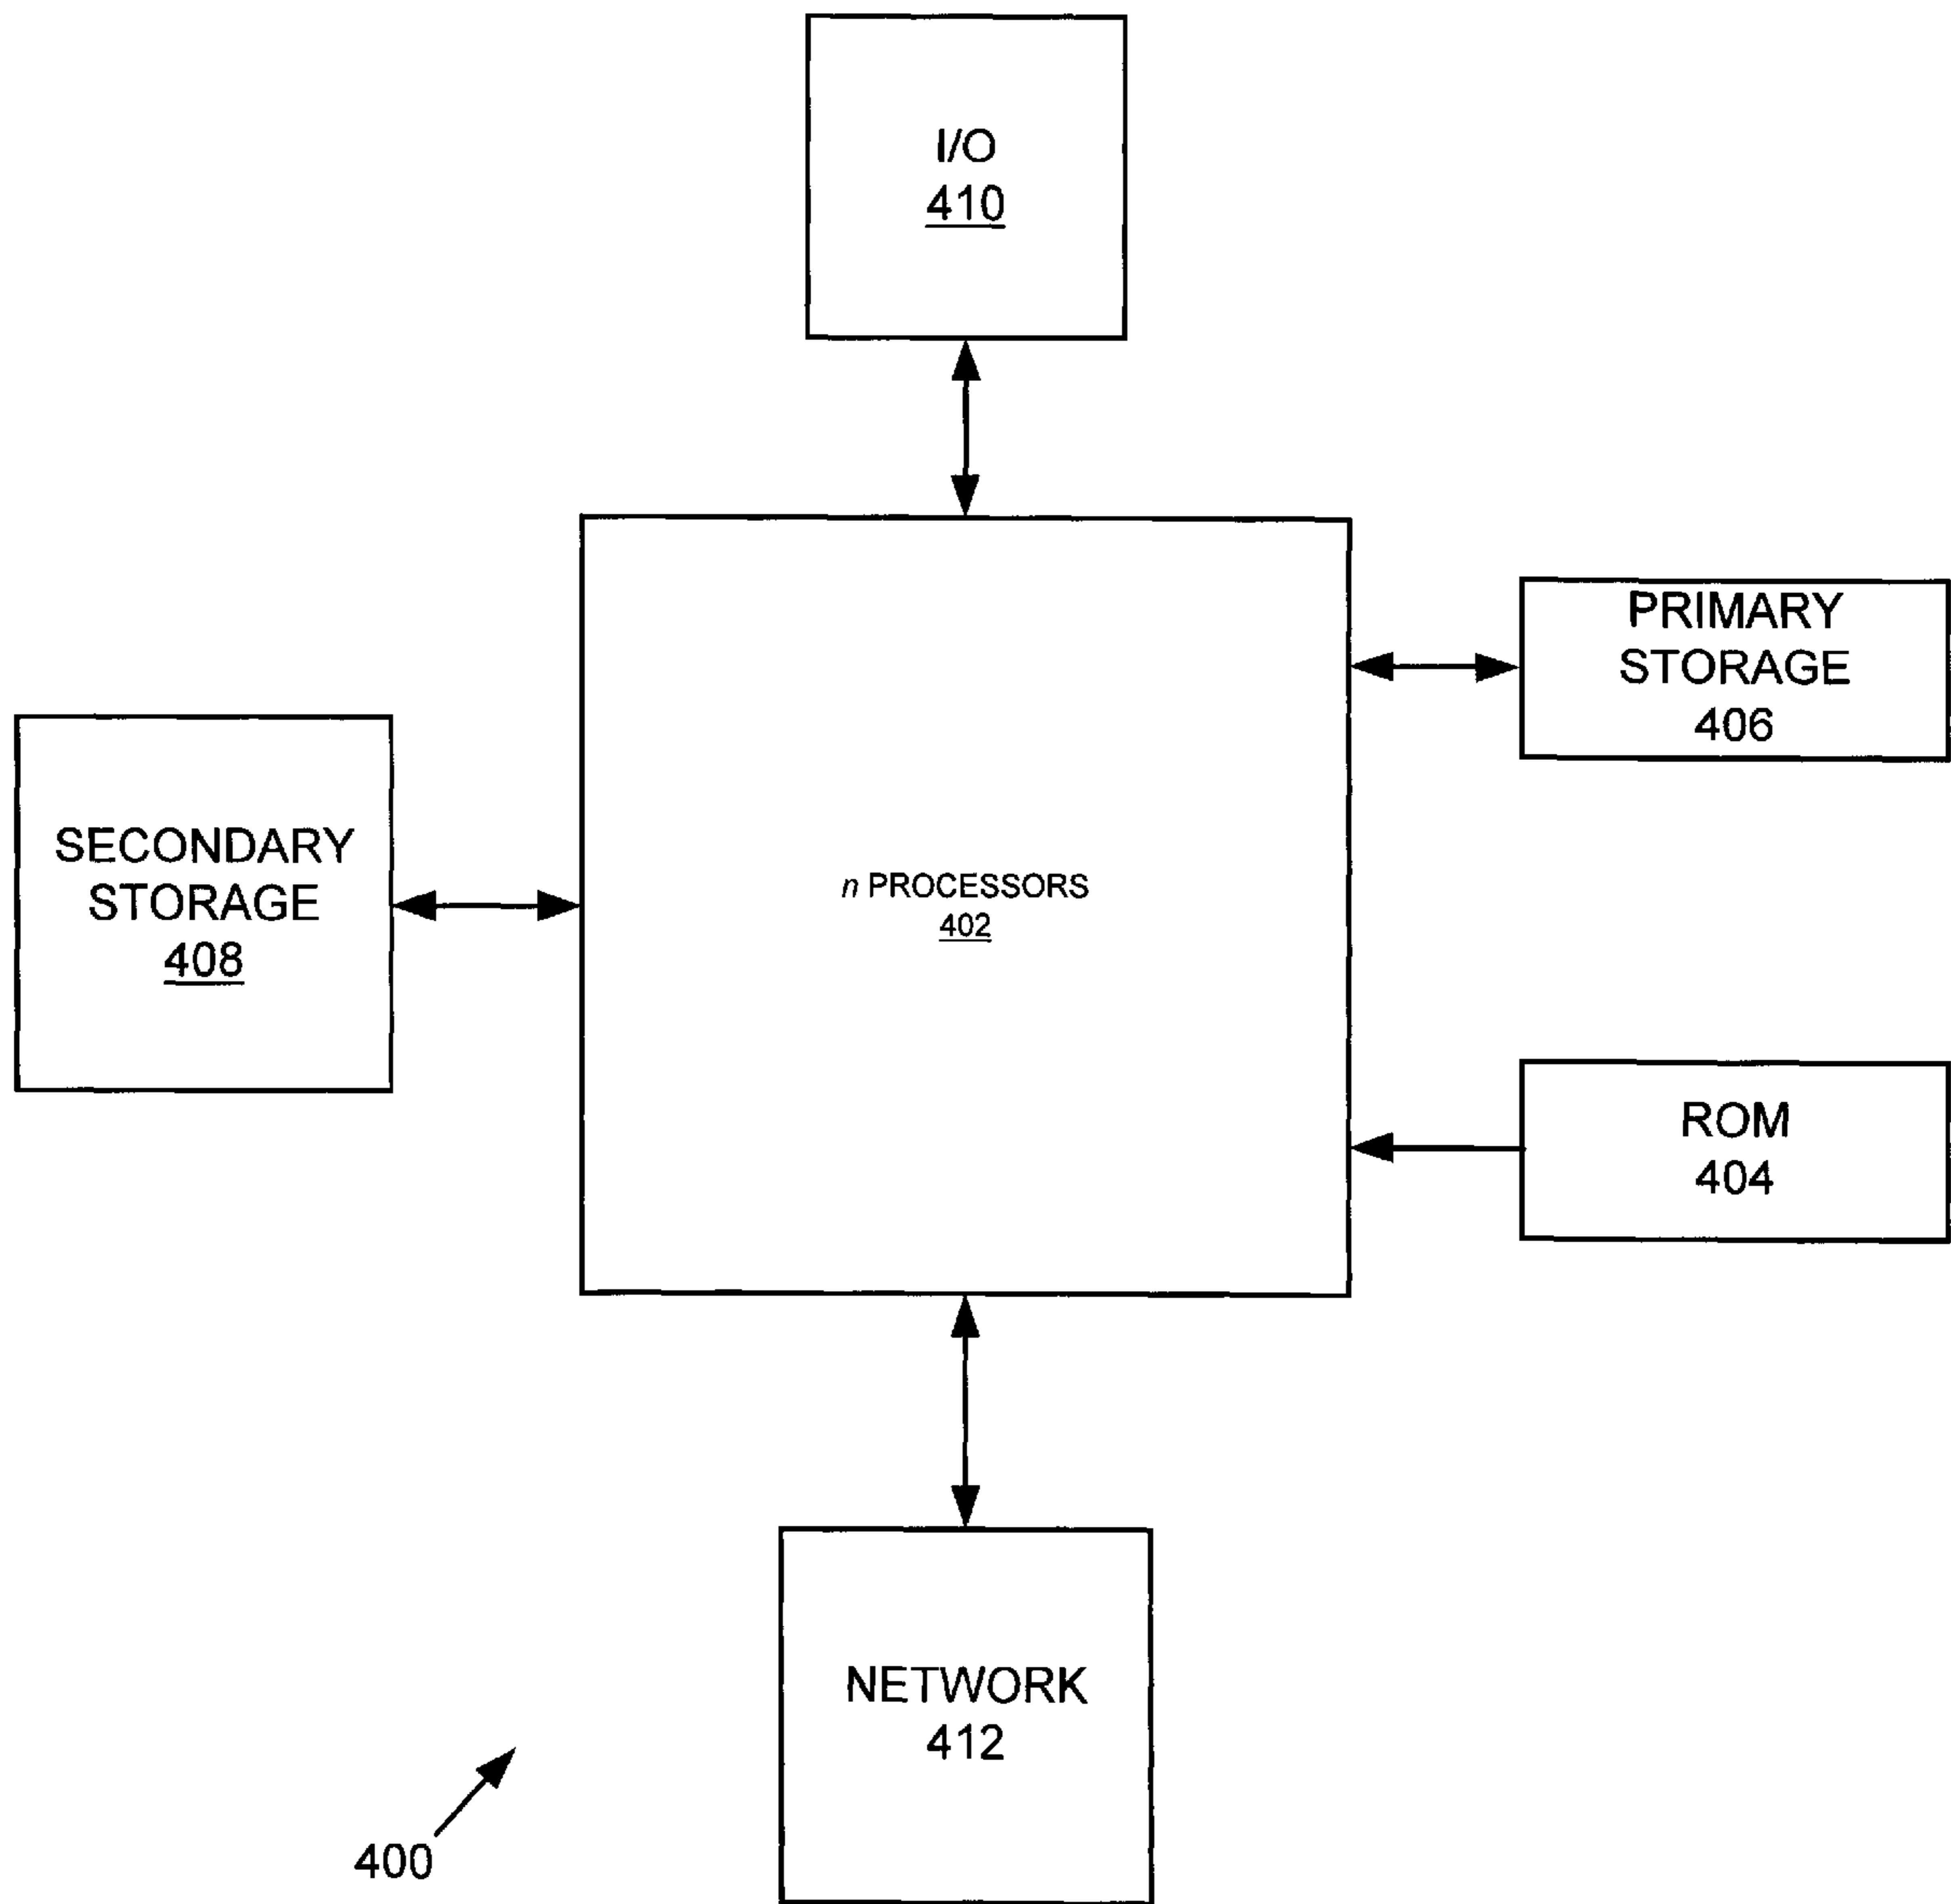 I/O
410
PRIMARY
STORAGE
406
SECONDARY
STORAGE
408
n PROCESSORS
402
ROM
404
NETWORK
412
400